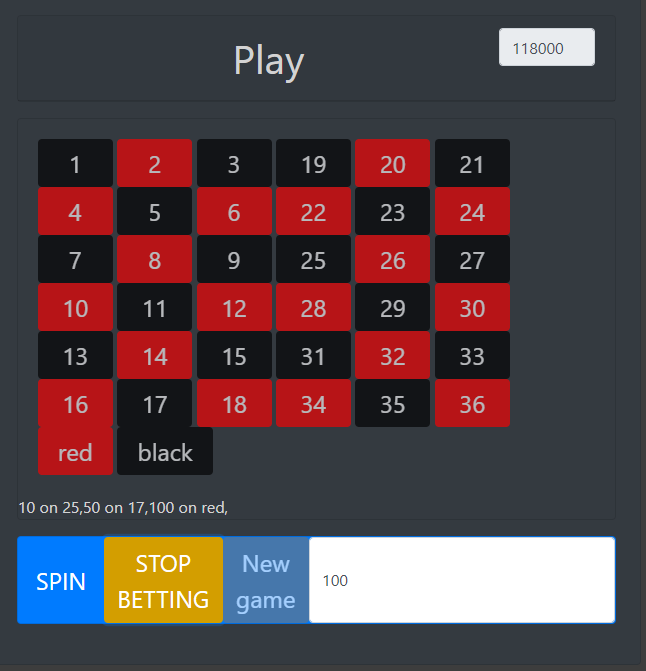 Play 118000
1 2 3 19 20 21
4 5 6 22 23 24
7 8 9 25 26 27
10 11 12 28 29 30
13 14 15 31 32 33
16 17 18 34 35 36
red black
10 on 25,50 on 17,100 on red,
SPIN STOP BETTING New game 100